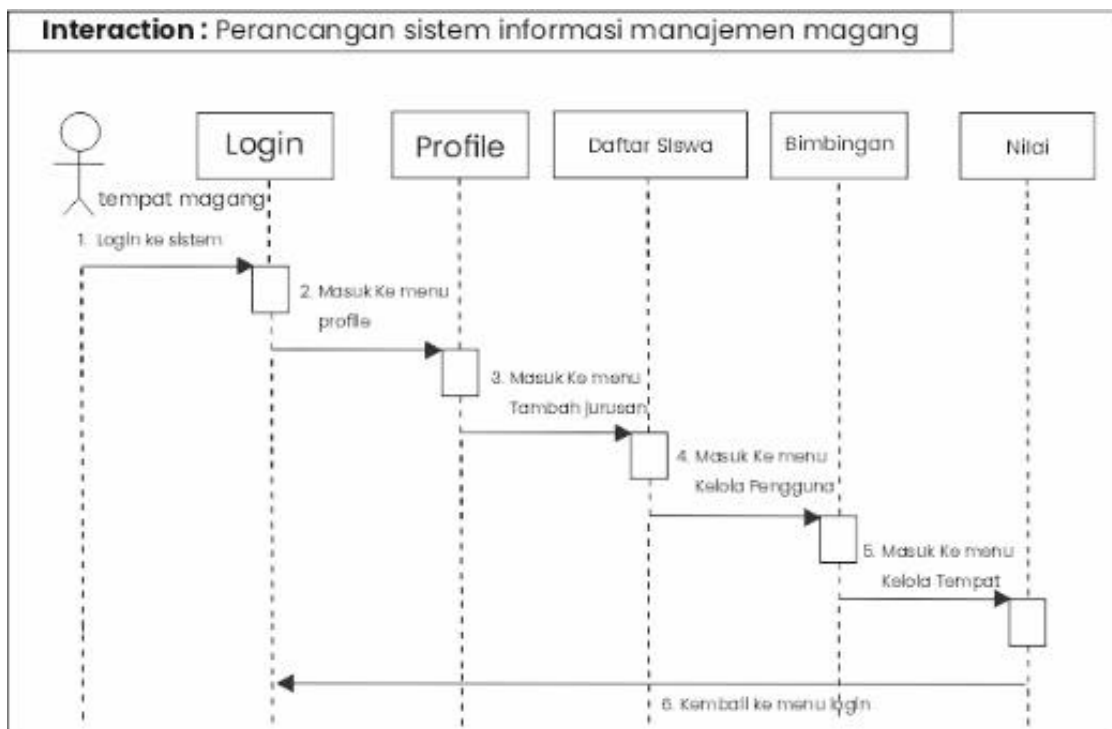 Interaction : Perancangan sistem informasi manajemen magang
Login
Profile
Daftar Siswa
Bimbingan
Nilai
tempat magang
1. Login ke sistem
2. Masuk Ke menu
profile
3. Masuk Ke menu
Tambah jurusan
4. Masuk Ke menu
Kelola Pengguna
5. Masuk Ke menu
Kelola Tempat
6. Kembali ke menu login